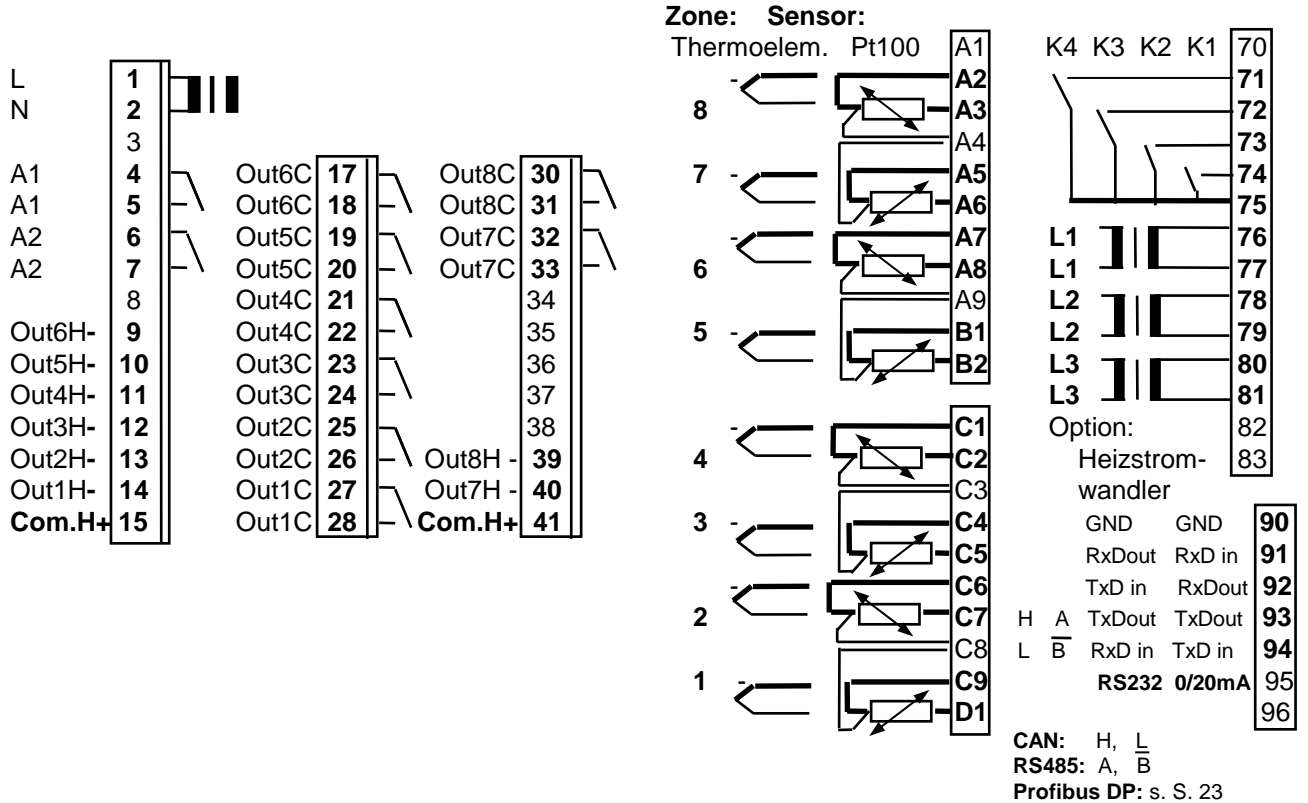 Zone: Sensor:
Thermoelem. Pt100 A1
K4 K3 K2 K1 70
L 1
N 2
3
A1 4
A1 5
A2 6
A2 7
8
Out6H- 9
Out5H- 10
Out4H- 11
Out3H- 12
Out2H- 13
Out1H- 14
Com.H+ 15
Out6C 17
Out6C 18
Out5C 19
Out5C 20
Out4C 21
Out4C 22
Out3C 23
Out3C 24
Out2C 25
Out2C 26
Out1C 27
Out1C 28
Out8C 30
Out8C 31
Out7C 32
Out7C 33
34
35
36
37
38
Out8H - 39
Out7H - 40
Com.H+ 41
- A2
8 A3
A4
7 - A5
A6
- A7
6 A8
A9
5 - B1
B2
- C1
4 C2
C3
3 - C4
C5
- C6
2 C7
C8
1 - C9
D1
71
72
73
74
75
L1 76
L1 77
L2 78
L2 79
L3 80
L3 81
Option: 82
Heizstrom- 83
wandler
GND GND 90
RxDout RxD in 91
TxD in RxDout 92
H A TxDout TxDout 93
L B̅ RxD in TxD in 94
RS232 0/20mA 95
96
CAN: H, L
RS485: A, B̅
Profibus DP: s. S. 23